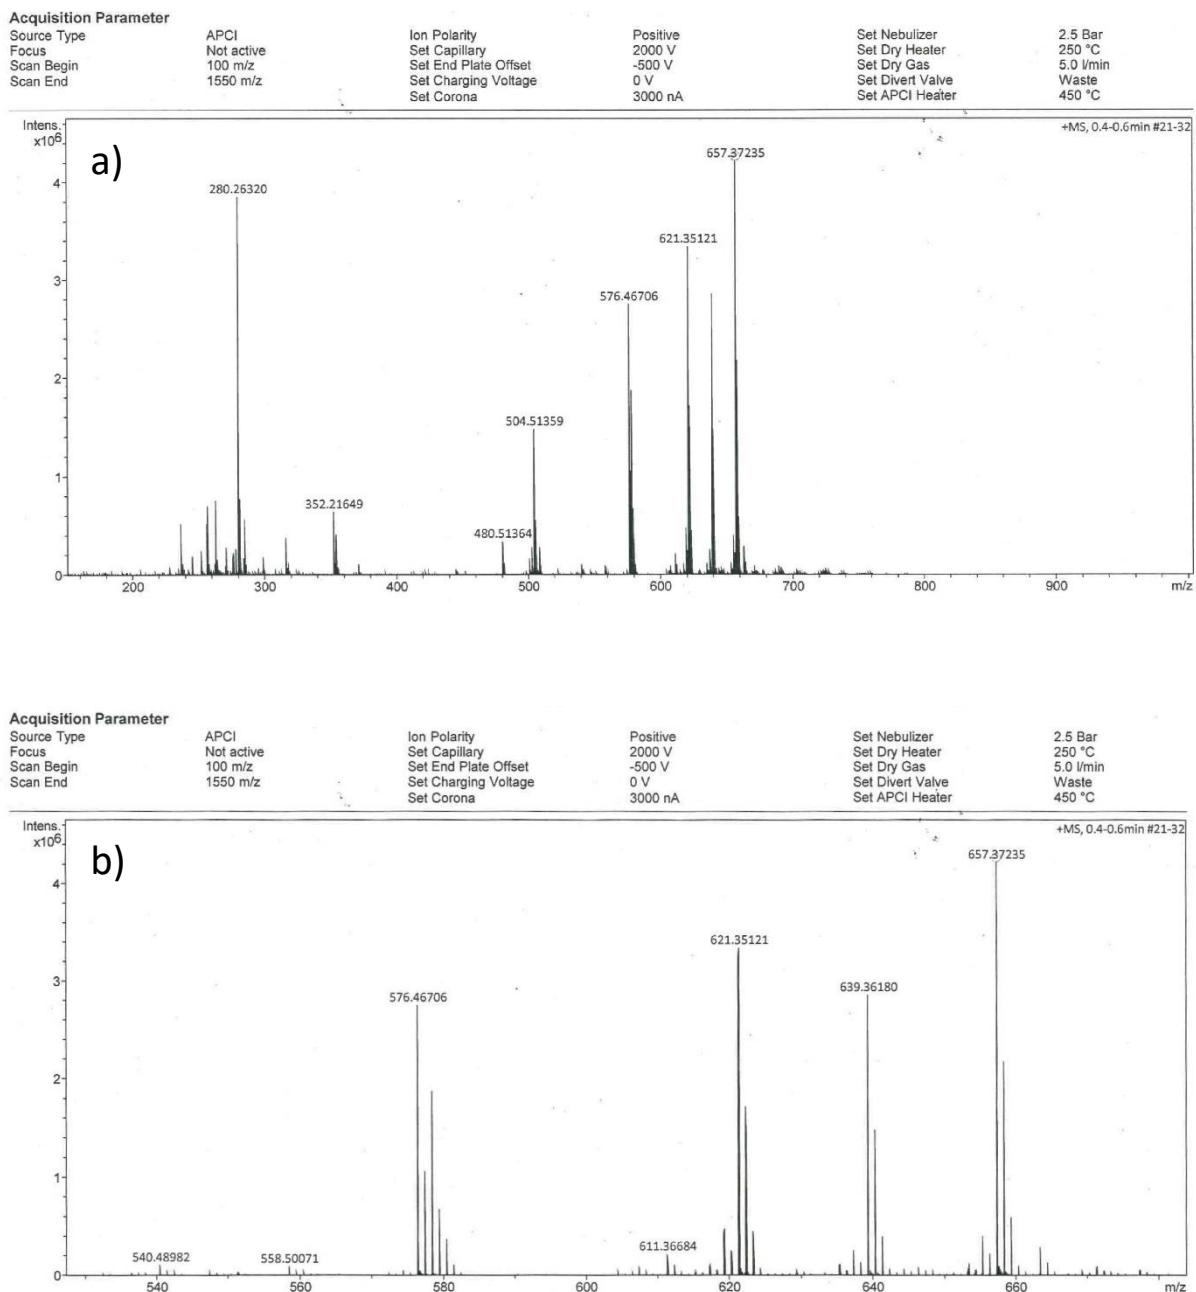 Acquisition Parameter
Source Type APCI Ion Polarity Positive Set Nebulizer 2.5 Bar
Focus Not active Set Capillary 2000 V Set Dry Heater 250 °C
Scan Begin 100 m/z Set End Plate Offset -500 V Set Dry Gas 5.0 l/min
Scan End 1550 m/z Set Charging Voltage 0 V Set Divert Valve Waste
Set Corona 3000 nA Set APCI Heater 450 °C
Intens. +MS, 0.4-0.6min #21-32
x10⁶
a)
657.37235
4
280.26320
621.35121
3
576.46706
2
504.51359
1
352.21649
480.51364
0
200 300 400 500 600 700 800 900 m/z
Acquisition Parameter
Source Type APCI Ion Polarity Positive Set Nebulizer 2.5 Bar
Focus Not active Set Capillary 2000 V Set Dry Heater 250 °C
Scan Begin 100 m/z Set End Plate Offset -500 V Set Dry Gas 5.0 l/min
Scan End 1550 m/z Set Charging Voltage 0 V Set Divert Valve Waste
Set Corona 3000 nA Set APCI Heater 450 °C
Intens. +MS, 0.4-0.6min #21-32
x10⁶
b)
657.37235
4
621.35121
639.36180
3
576.46706
2
1
540.48982
558.50071
611.36684
0
540 560 580 600 620 640 660 m/z